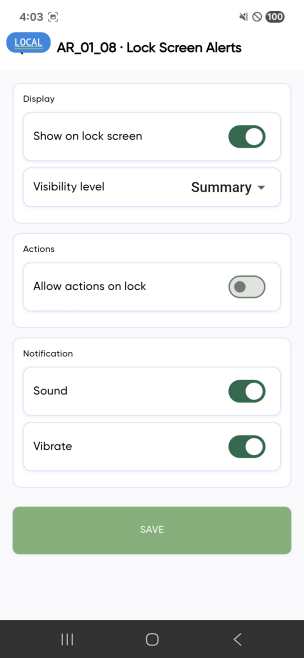 4:03
100
LOCAL
AR_01_08 · Lock Screen Alerts
Display
Show on lock screen
Visibility level
Summary
Actions
Allow actions on lock
Notification
Sound
Vibrate
SAVE